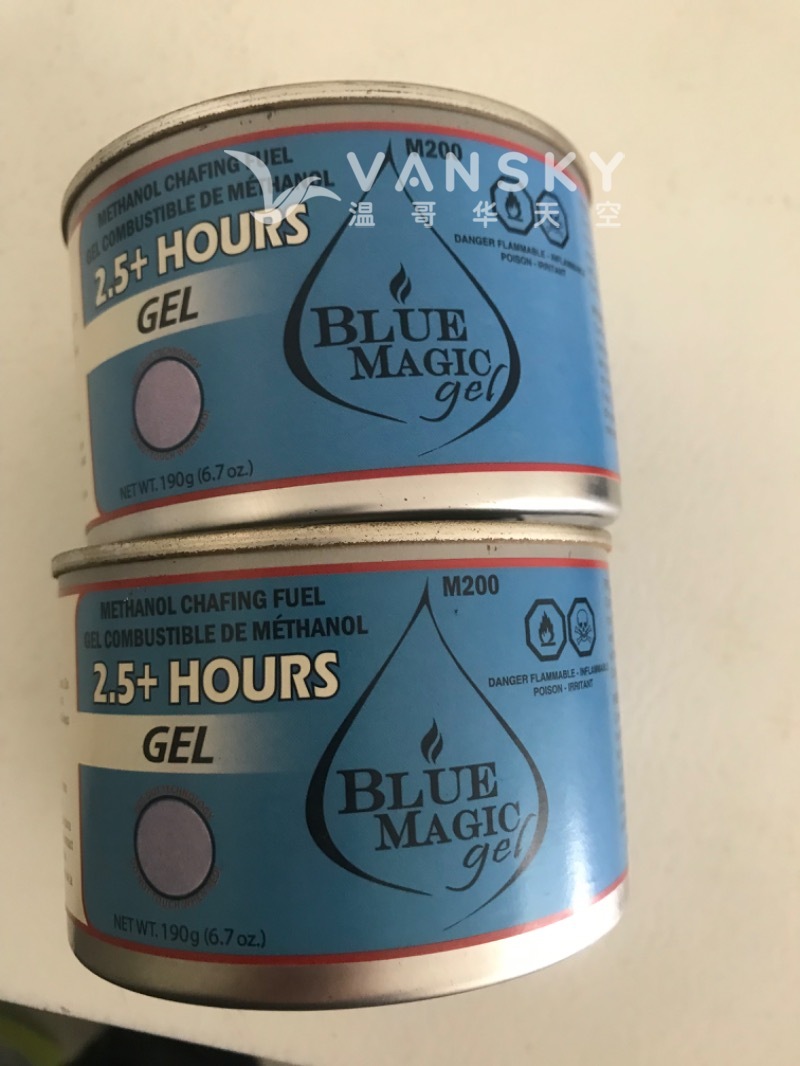 VANSKY
温哥华天空
METHANOL CHAFING FUEL
GEL COMBUSTIBLE DE MÉTHANOL
2.5+ HOURS
GEL
NET WT. 190g (6.7 oz.)
M200
BLUE
MAGIC
gel
DANGER FLAMMABLE -
POISON - IRRITANT
METHANOL CHAFING FUEL
GEL COMBUSTIBLE DE MÉTHANOL
2.5+ HOURS
GEL
NET WT. 190g (6.7 oz.)
M200
BLUE
MAGIC
gel
DANGER FLAMMABLE -
POISON - IRRITANT